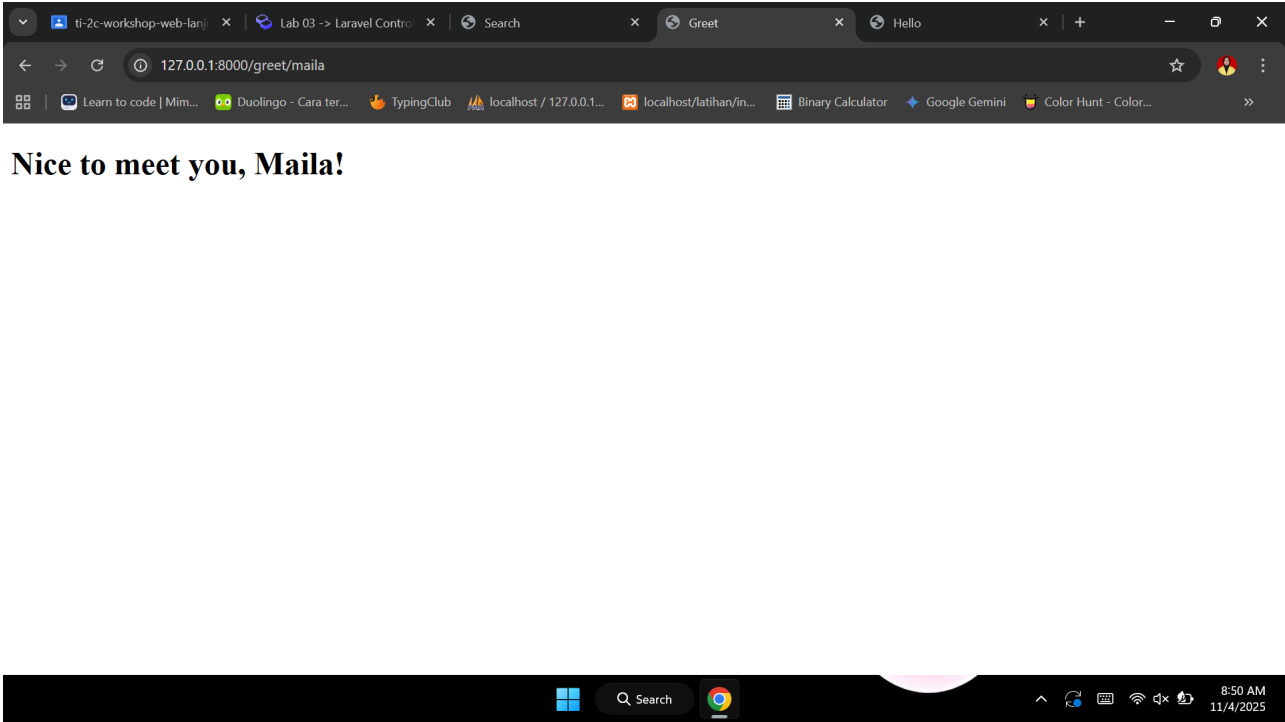 ti-2c-workshop-web-lanj
Lab 03 -> Laravel Contro
Search
Greet
Hello
127.0.0.1:8000/greet/maila
Learn to code | Mim...
Duolingo - Cara ter...
TypingClub
localhost / 127.0.0.1...
localhost/latihan/in...
Binary Calculator
Google Gemini
Color Hunt - Color...
Nice to meet you, Maila!
Search
8:50 AM
11/4/2025